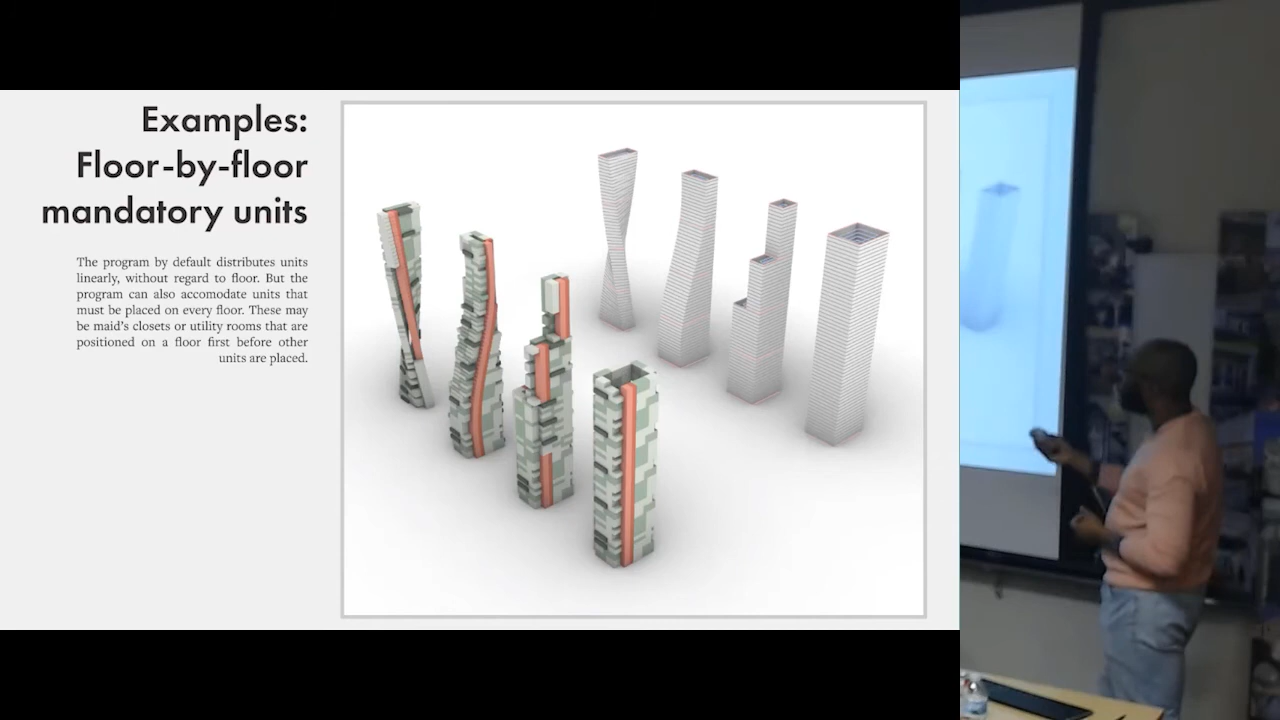 Examples:
Floor-by-floor
mandatory units
The program by default distributes units
linearly, without regard to floor. But the
program can also accomodate units that
must be placed on every floor. These may
be maid's closets or utility rooms that are
positioned on a floor first before other
units are placed.